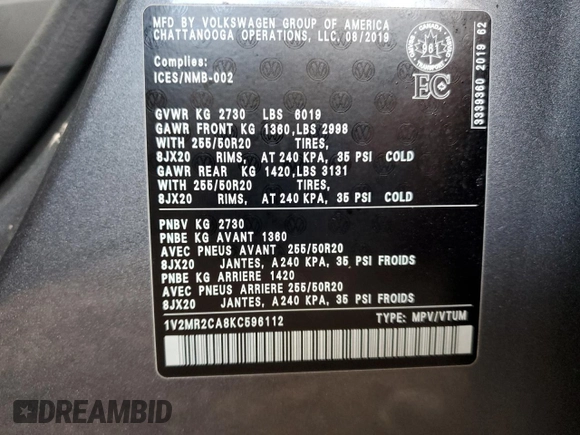 MFD BY VOLKSWAGEN GROUP OF AMERICA
CHATTANOOGA OPERATIONS, LLC. 08/2019
ICES/NMB-002
CANADA
EC
3339360 2019 62
GVWR KG 2730 LBS 6019
GAWR FRONT KG 1360,LBS 2998
WITH 255/50R20 TIRES,
8JX20 RIMS, AT 240 KPA, 35 PSI COLD
GAWR REAR KG 1420,LBS 3131
WITH 255/50R20 TIRES,
8JX20 RIMS, AT 240 KPA, 35 PSI COLD
PNBV KG 2730
PNBE KG AVANT 1360
AVEC PNEUS AVANT 255/50R20
8JX20 JANTES, A 240 KPA, 35 PSI FROIDS
PNBE KG ARRIERE 1420
AVEC PNEUS ARRIERE 255/50R20
8JX20 JANTES, A 240 KPA, 35 PSI FROIDS
1V2MR2CA8KC596112 TYPE: MPV/VTUM
DREAMBID